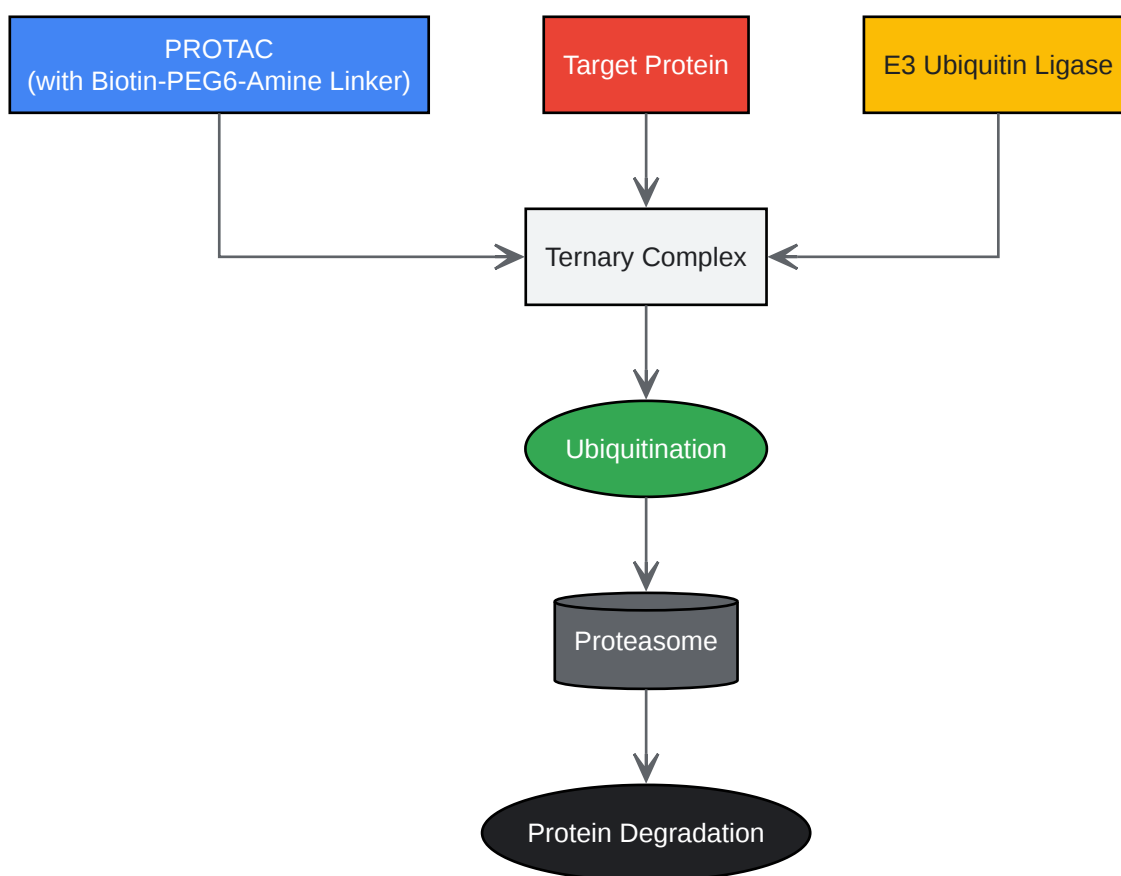 PROTAC
(with Biotin-PEG6-Amine Linker)
Target Protein
E3 Ubiquitin Ligase
Ternary Complex
Ubiquitination
Proteasome
Protein Degradation